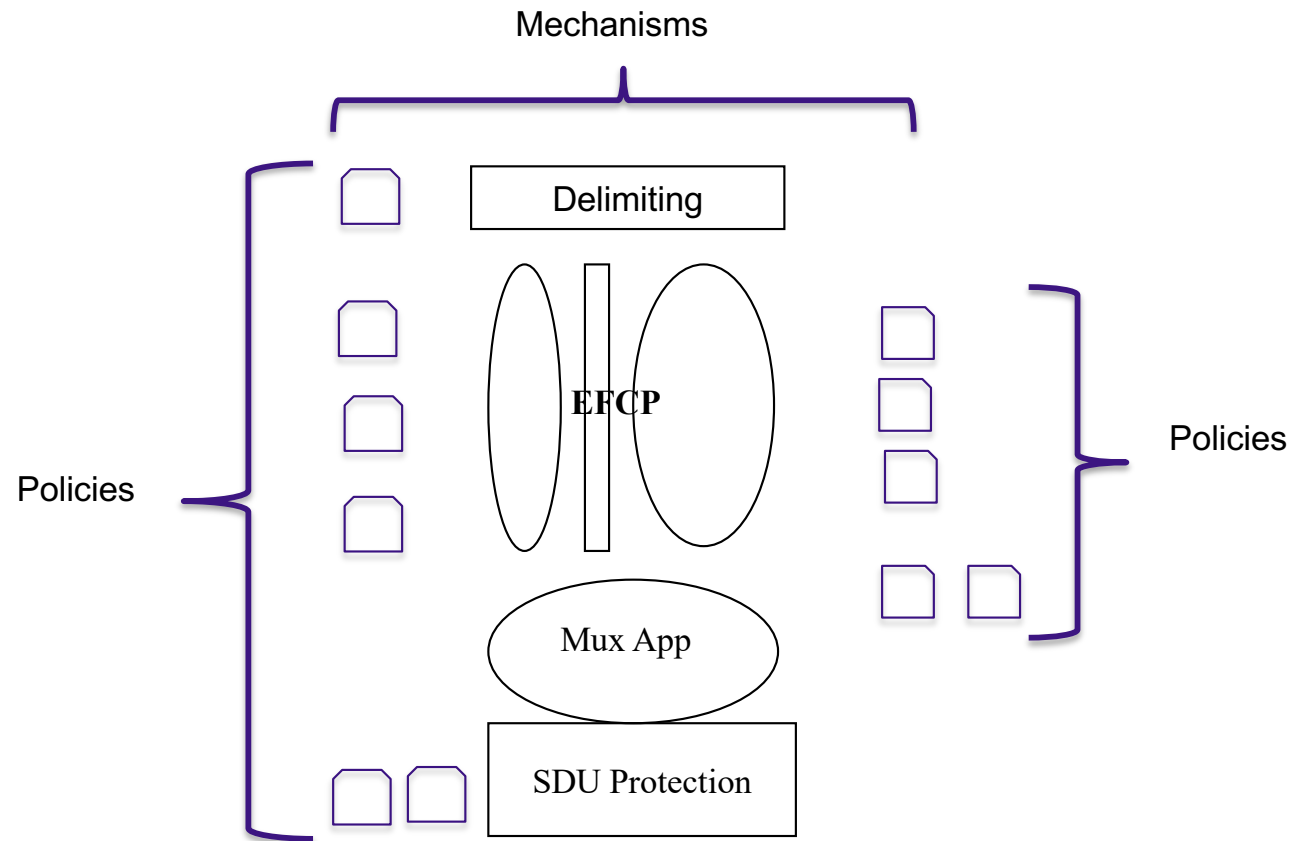 Mechanisms
Delimiting
EFCP
Policies
Policies
Mux App
SDU Protection